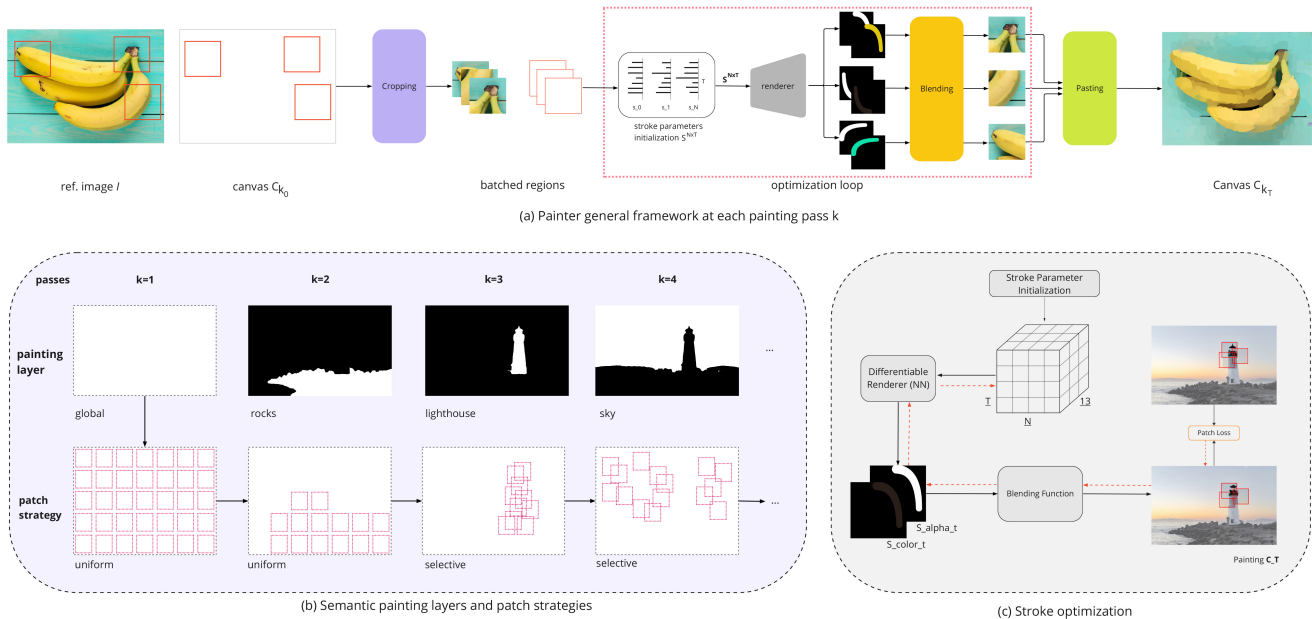 Cropping
s_0 s_1 s_N
T
stroke parameters
initialization S^NxT
S^NxT
renderer
Blending
Pasting
ref. image I
canvas C_k_0
batched regions
optimization loop
Canvas C_k_T
(a) Painter general framework at each painting pass k
passes k=1 k=2 k=3 k=4
painting
layer
...
global rocks lighthouse sky
patch
strategy
...
uniform uniform selective selective
(b) Semantic painting layers and patch strategies
Stroke Parameter
Initialization
Differentiable
Renderer (NN)
T
13
N
Patch Loss
Blending Function
S_alpha_t
S_color_t
Painting C_T
(c) Stroke optimization